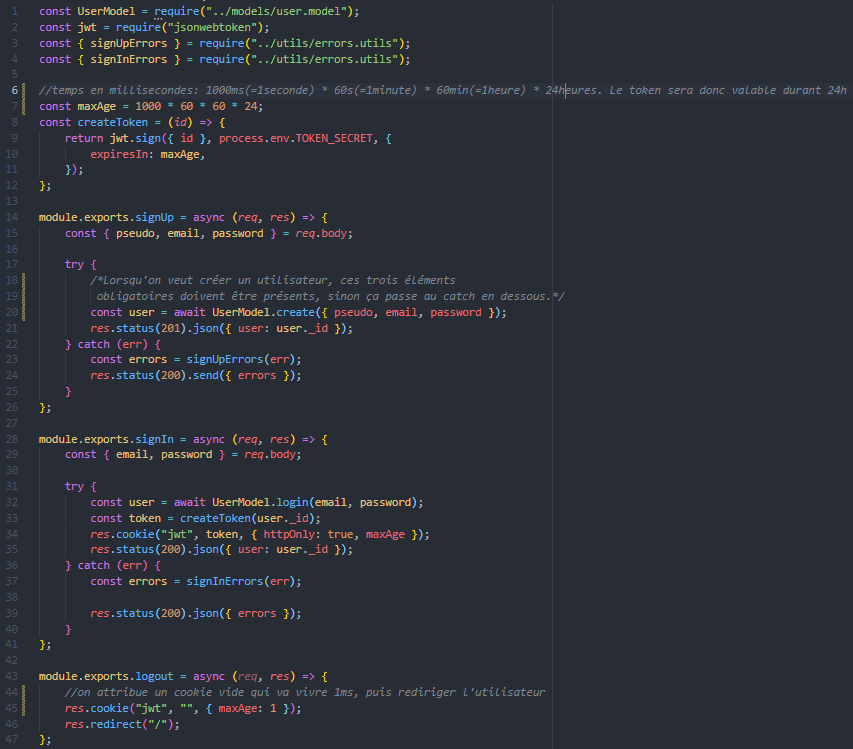 1 const UserModel = require("../models/user.model");
2 const jwt = require("jsonwebtoken");
3 const { signUpErrors } = require("../utils/errors.utils");
4 const { signInErrors } = require("../utils/errors.utils");
5
6 //temps en millisecondes: 1000ms(=1seconde) * 60s(=1minute) * 60min(=1heure) * 24heures. Le token sera donc valable durant 24h
7 const maxAge = 1000 * 60 * 60 * 24;
8 const createToken = (id) => {
9     return jwt.sign({ id }, process.env.TOKEN_SECRET, {
10         expiresIn: maxAge,
11     });
12 };
13
14 module.exports.signUp = async (req, res) => {
15     const { pseudo, email, password } = req.body;
16
17     try {
18         /*Lorsqu'on veut créer un utilisateur, ces trois éléments
19          obligatoires doivent être présents, sinon ça passe au catch en dessous.*/
20         const user = await UserModel.create({ pseudo, email, password });
21         res.status(201).json({ user: user._id });
22     } catch (err) {
23         const errors = signUpErrors(err);
24         res.status(200).send({ errors });
25     }
26 };
27
28 module.exports.signIn = async (req, res) => {
29     const { email, password } = req.body;
30
31     try {
32         const user = await UserModel.login(email, password);
33         const token = createToken(user._id);
34         res.cookie("jwt", token, { httpOnly: true, maxAge });
35         res.status(200).json({ user: user._id });
36     } catch (err) {
37         const errors = signInErrors(err);
38
39         res.status(200).json({ errors });
40     }
41 };
42
43 module.exports.logout = async (req, res) => {
44     //on attribue un cookie vide qui va vivre 1ms, puis rediriger l'utilisateur
45     res.cookie("jwt", "", { maxAge: 1 });
46     res.redirect("/");
47 };